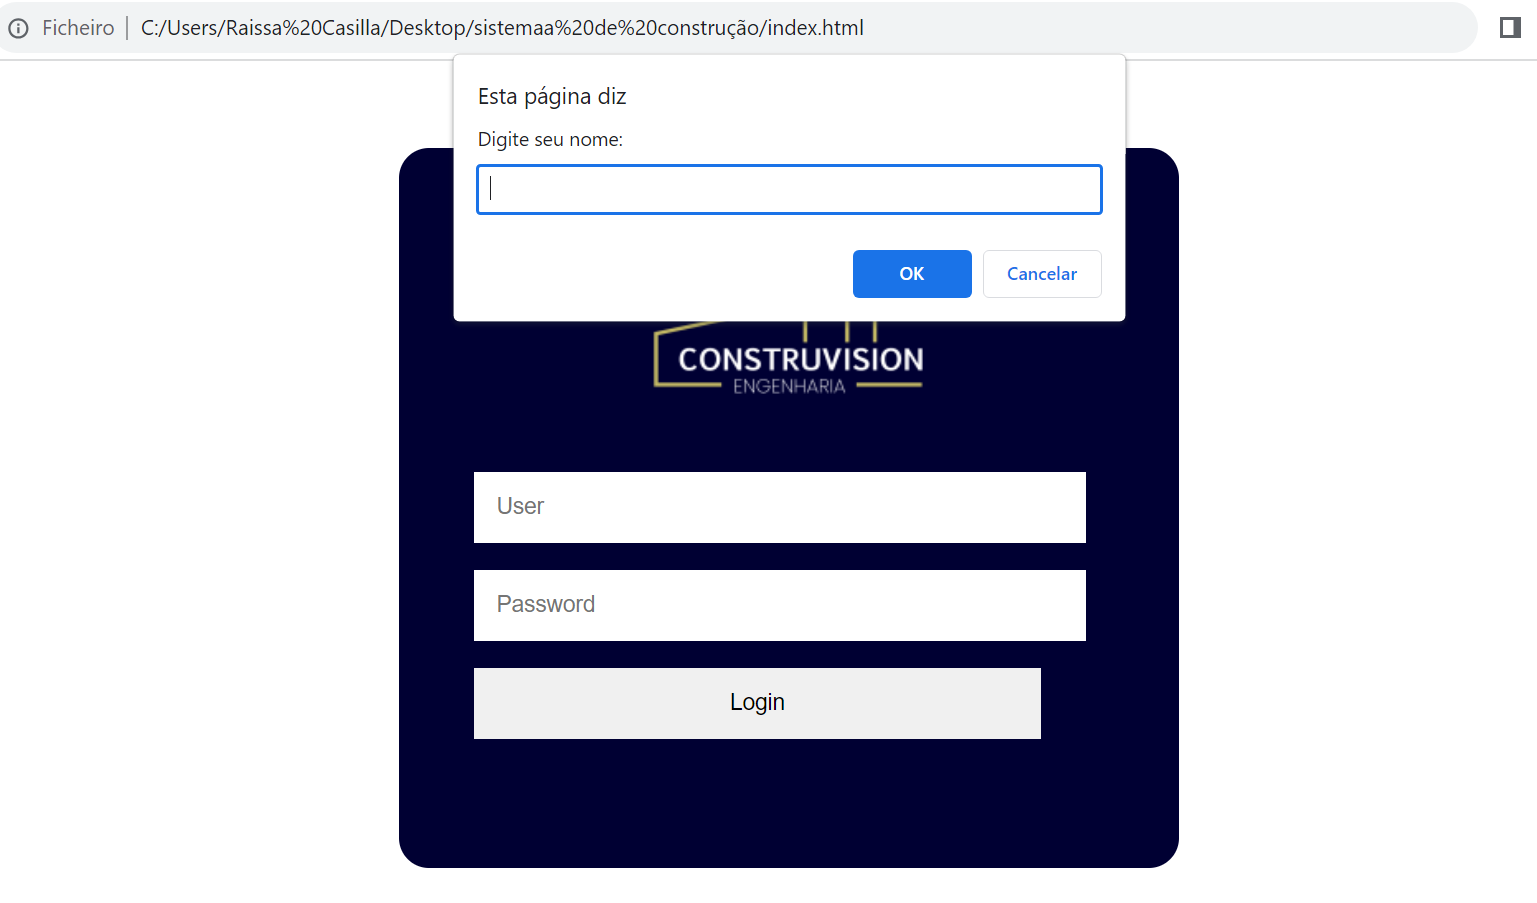 Ficheiro | C:/Users/Raissa%20Casilla/Desktop/sistemaa%20de%20construção/index.html
Esta página diz
Digite seu nome:
OK Cancelar
CONSTRUVISION
ENGENHARIA
User
Password
Login